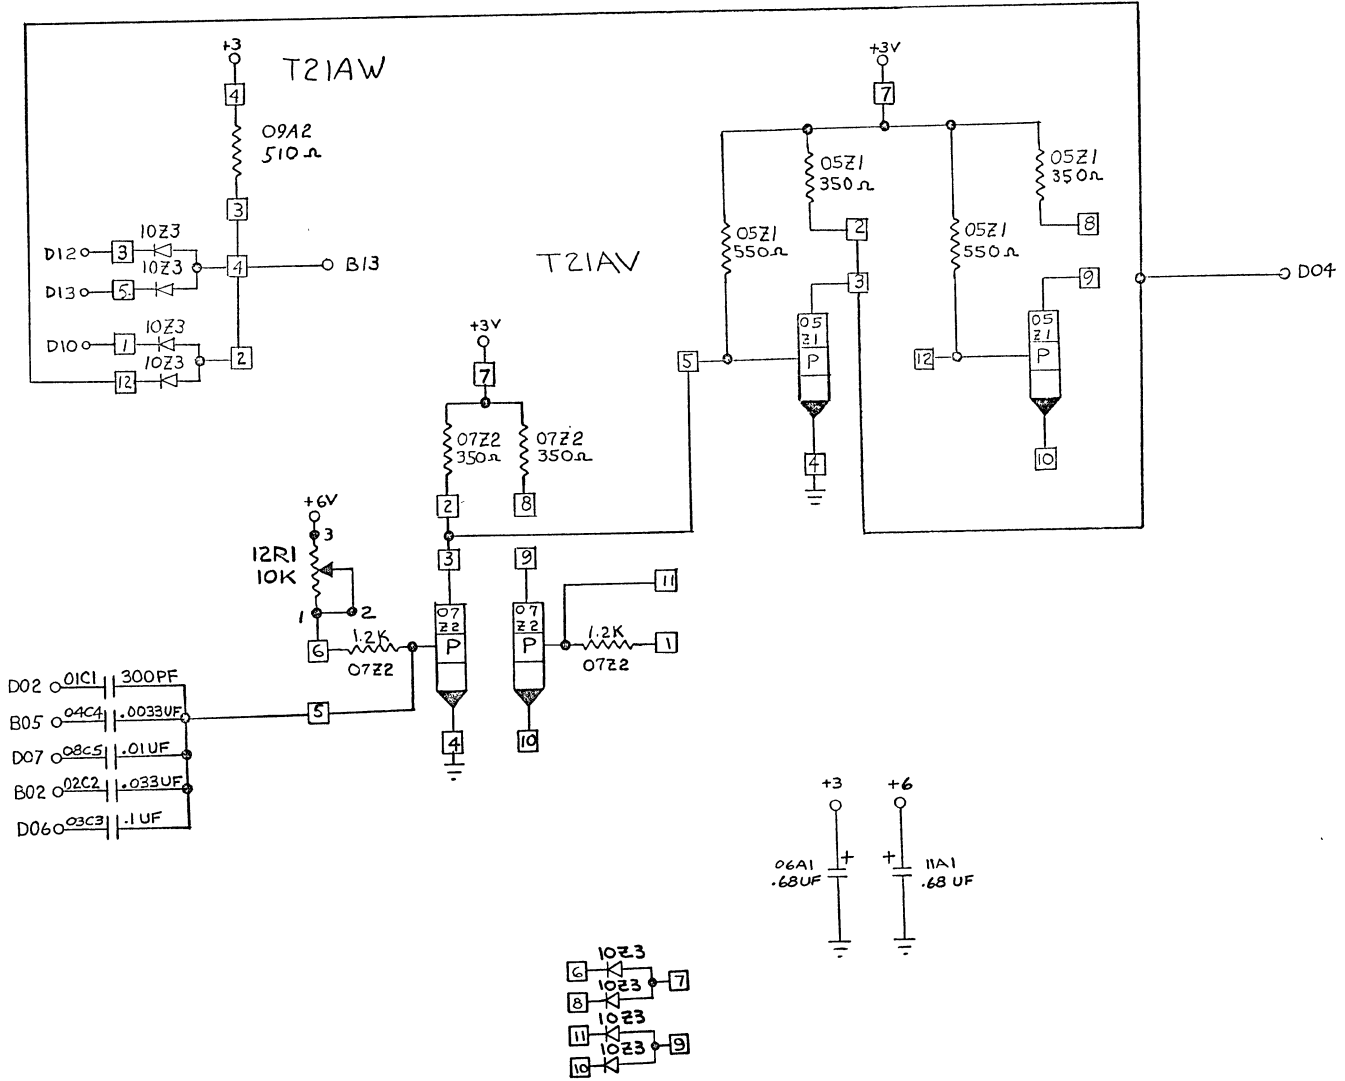 +3
T21AW
4
09A2
510Ω
3
D12
3
10Z3
4
B13
D13
5
10Z3
D10
1
10Z3
2
12
10Z3
+3V
7
05Z1
350Ω
05Z1
350Ω
2
8
05Z1
550Ω
05Z1
550Ω
T21AV
3
9
D04
05
Z1
P
05
Z1
P
5
12
4
10
+3V
7
07Z2
350Ω
07Z2
350Ω
2
8
+6V
3
12R1
10K
1
2
3
9
11
07
Z2
P
07
Z2
P
6
1.2K
07Z2
1.2K
07Z2
1
5
4
10
D02
01C1
300PF
B05
04C4
.0033UF
D07
08C5
.01UF
B02
02C2
.033UF
D06
03C3
.1UF
+3
+6
06A1
.68UF
+
+
11A1
.68UF
10Z3
6
7
10Z3
8
10Z3
11
9
10Z3
10